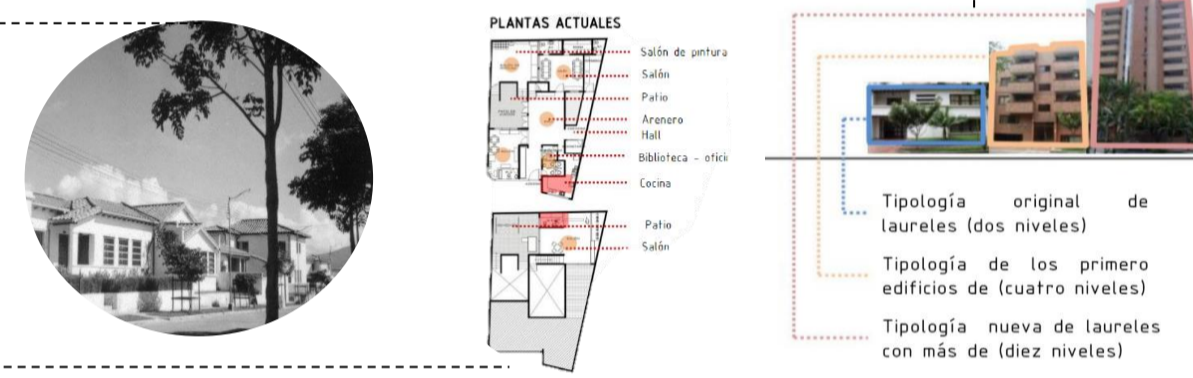 PLANTAS ACTUALES
Salón de pintura
Salón
Patio
Arenero
Hall
Biblioteca -
Cocina
Patio
Salón
Tipología original de
laureles (dos niveles)
Tipología de los primero
edificios de (cuatro niveles)
Tipología nueva de laureles
con más de (diez niveles)